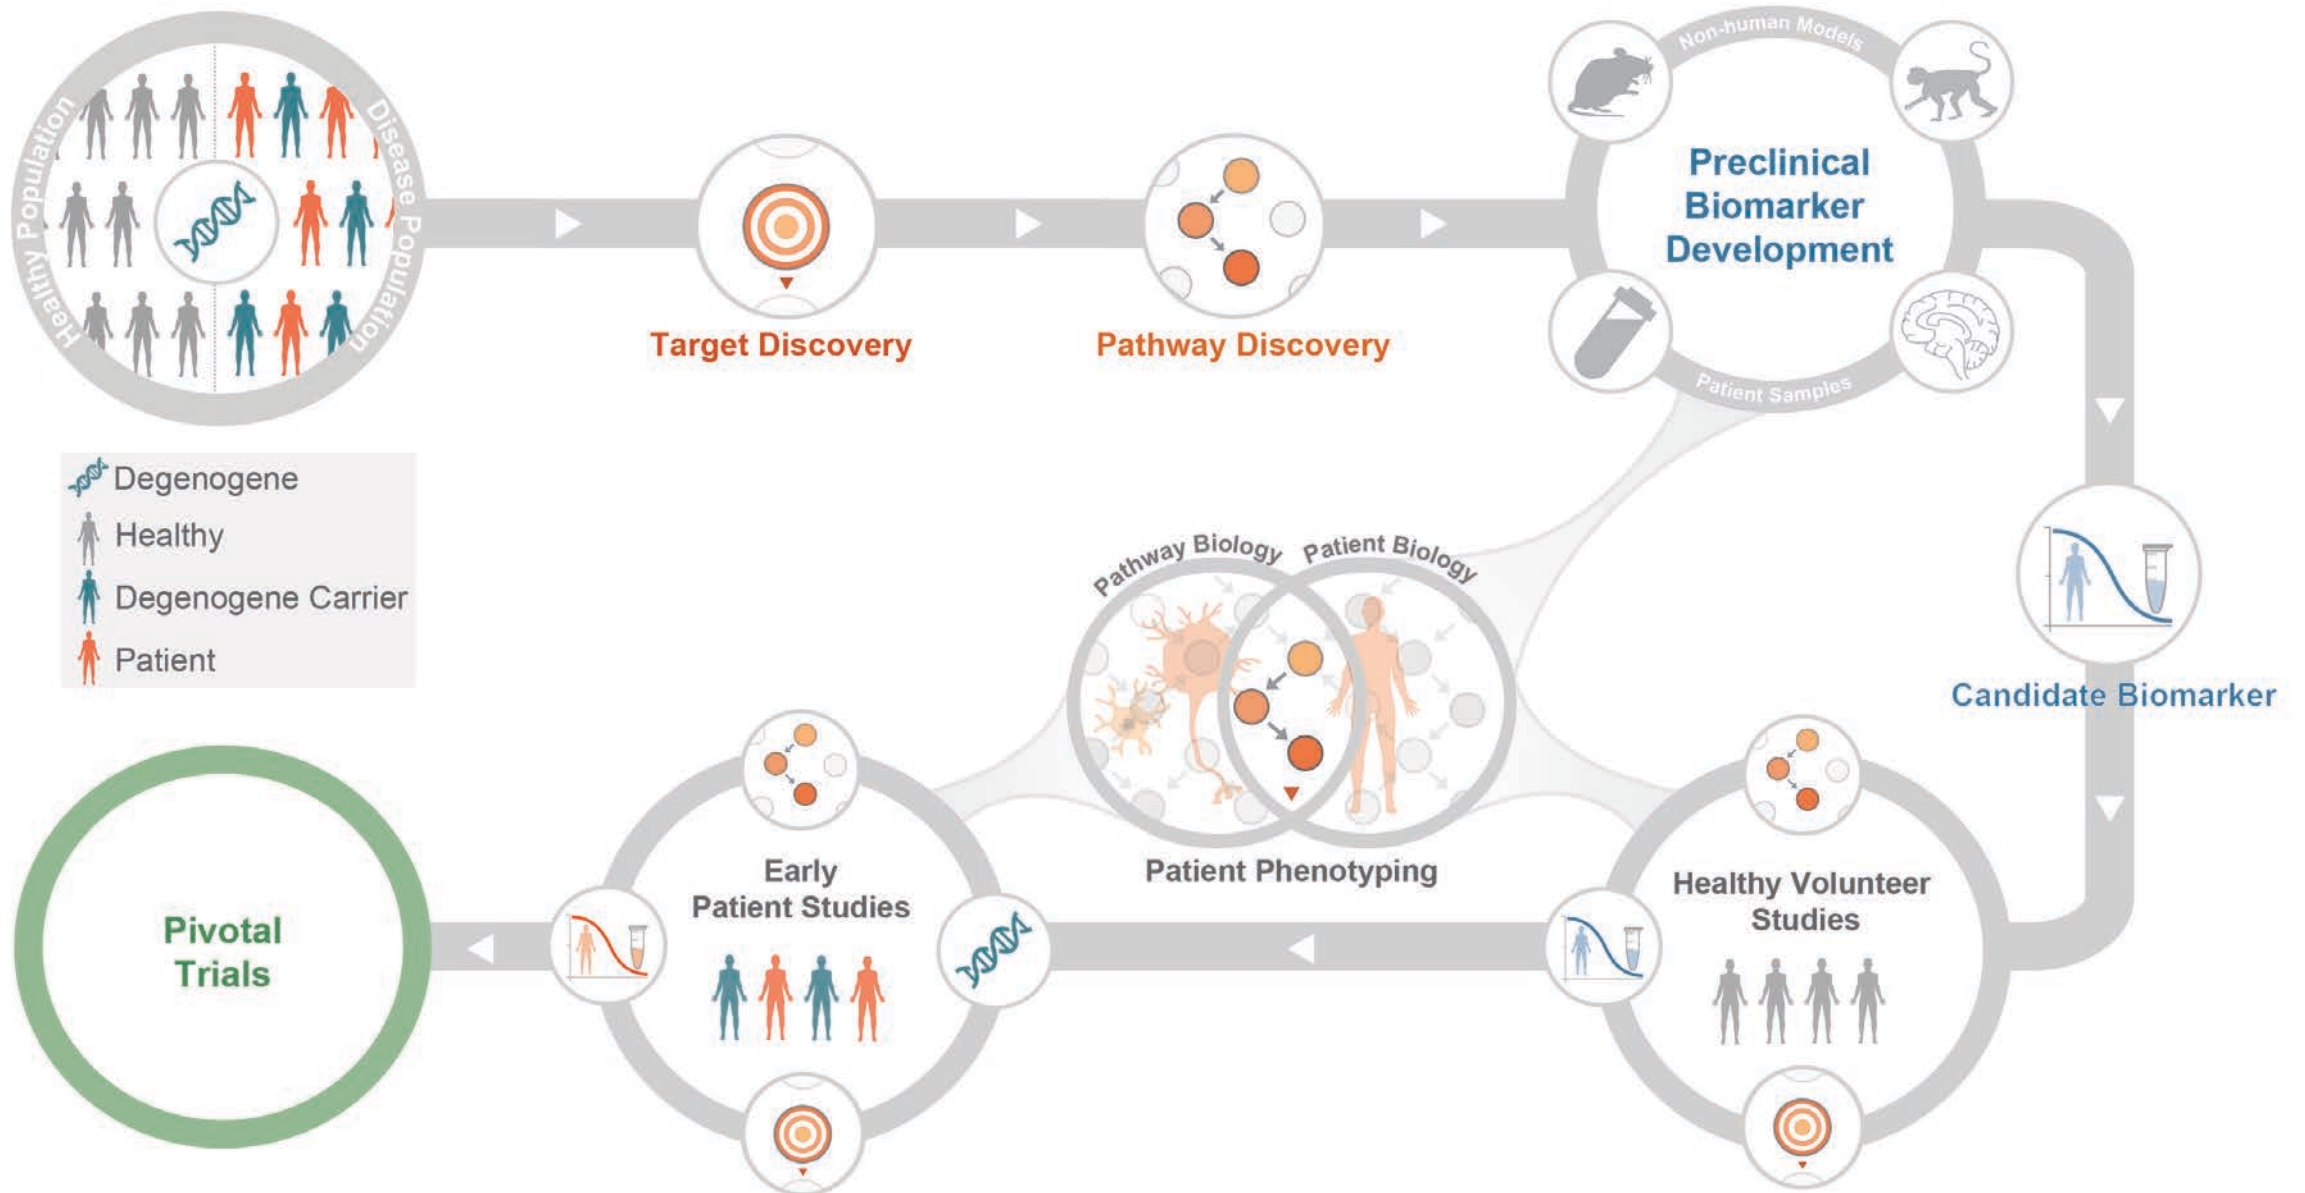 Healthy Population
Disease Population
Target Discovery
Pathway Discovery
Non-human Models
Preclinical
Biomarker
Development
Patient Samples
Degenogene
Healthy
Degenogene Carrier
Patient
Pathway Biology
Patient Biology
Patient Phenotyping
Candidate Biomarker
Healthy Volunteer
Studies
Early
Patient Studies
Pivotal
Trials